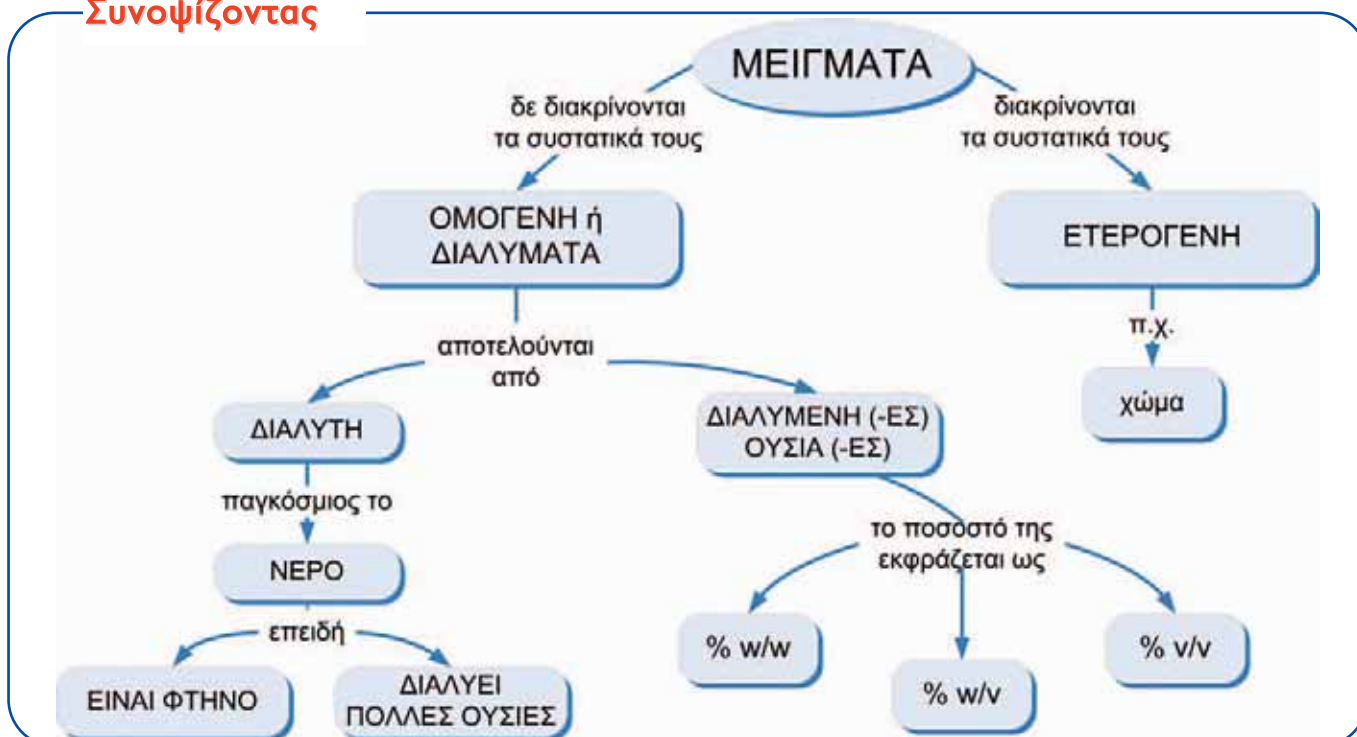 Συνοψίζοντας
ΜΕΙΓΜΑΤΑ
δε διακρίνονται
τα συστατικά τους
διακρίνονται
τα συστατικά τους
ΟΜΟΓΕΝΗ ή
ΔΙΑΛΥΜΑΤΑ
ΕΤΕΡΟΓΕΝΗ
αποτελούνται
από
π.χ.
χώμα
ΔΙΑΛΥΤΗ
ΔΙΑΛΥΜΕΝΗ (-ΕΣ)
ΟΥΣΙΑ (-ΕΣ)
παγκόσμιος το
ΝΕΡΟ
το ποσοστό της
εκφράζεται ως
επειδή
ΕΙΝΑΙ ΦΤΗΝΟ
ΔΙΑΛΥΕΙ
ΠΟΛΛΕΣ ΟΥΣΙΕΣ
% w/w
% w/v
% v/v